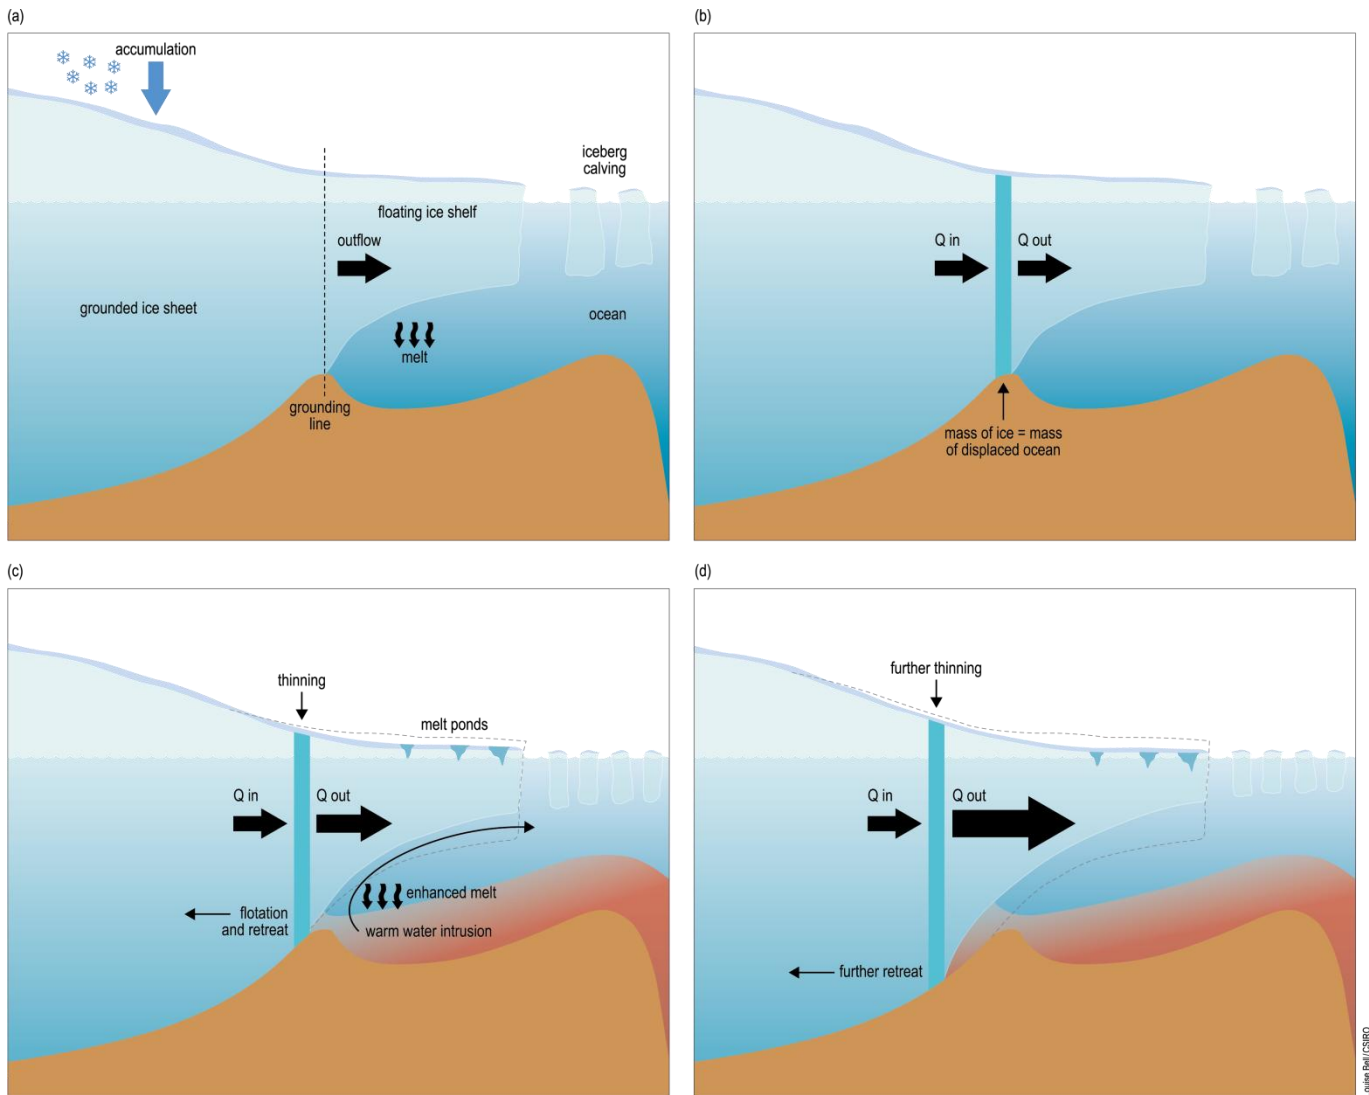 (a)
accumulation
iceberg
calving
floating ice shelf
outflow
grounded ice sheet
ocean
melt
grounding
line
(b)
Q in
Q out
mass of ice = mass
of displaced ocean
(c)
thinning
melt ponds
Q in
Q out
enhanced melt
flotation
and retreat
warm water intrusion
(d)
further thinning
Q in
Q out
further retreat
Bell/CSIRO